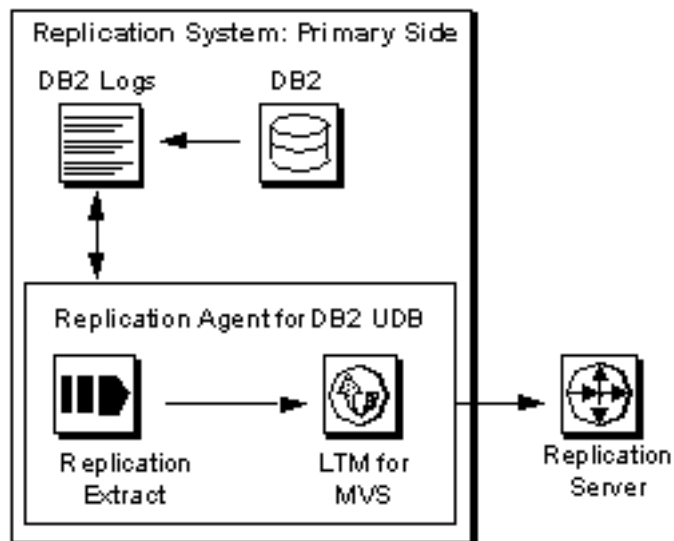 Replication System: Primary Side
DB2 Logs
DB2
Replication Agent for DB2 UDB
Replication
Extract
LTM for
MVS
Replication
Server